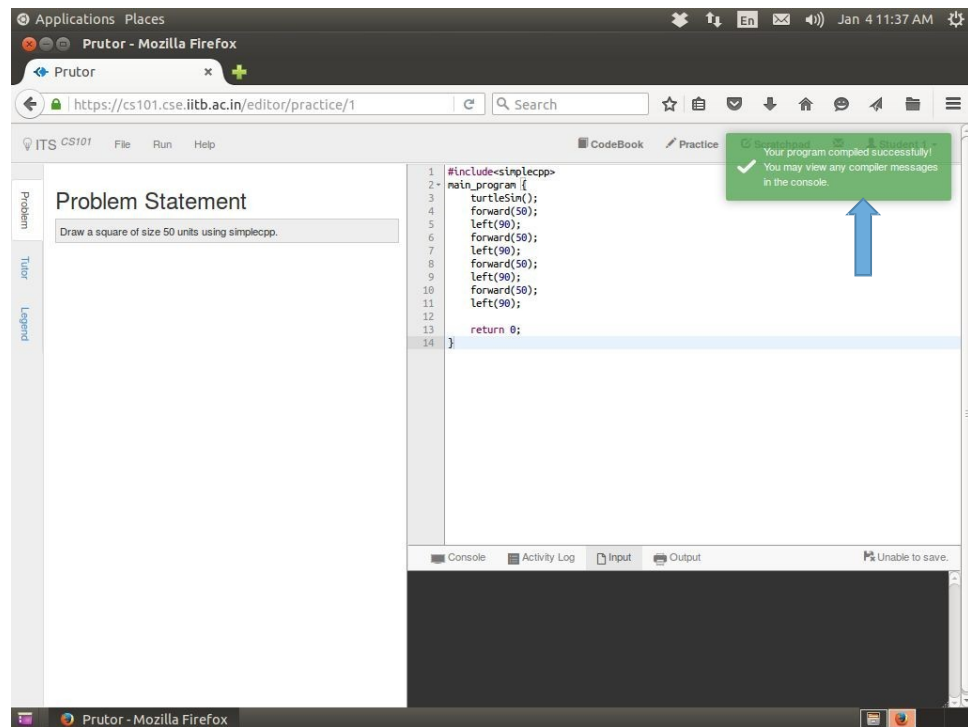 Applications Places
En
Jan 4 11:37 AM
Prutor - Mozilla Firefox
Prutor
https://cs101.cse.iitb.ac.in/editor/practice/1
Search
ITS CS101 File Run Help
CodeBook
Practice
Scratchpad
Student 1
Your program compiled successfully!
You may view any compiler messages
in the console.
Problem
Tutor
Legend
Problem Statement
Draw a square of size 50 units using simplecpp.
1 #include<simplecpp>
2 main_program {
3 turtleSim();
4 forward(50);
5 left(90);
6 forward(50);
7 left(90);
8 forward(50);
9 left(90);
10 forward(50);
11 left(90);
12
13 return 0;
14 }
Console Activity Log Input Output Unable to save.
Prutor - Mozilla Firefox